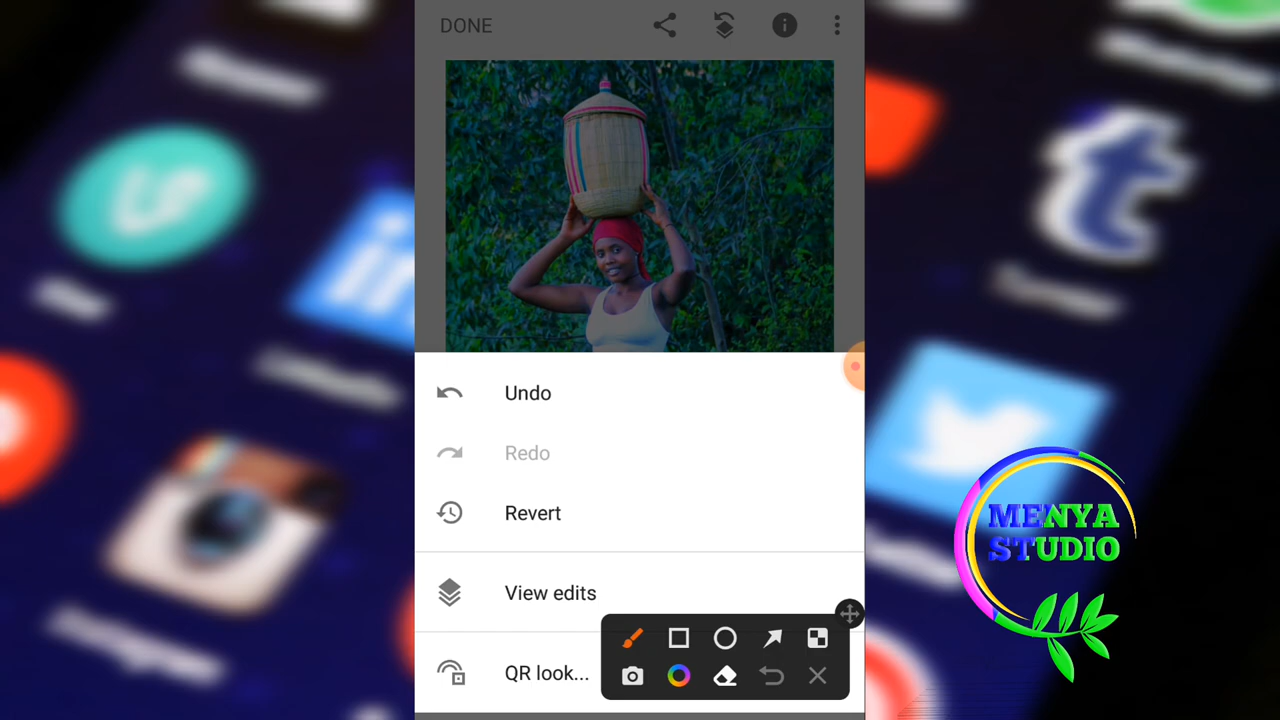 DONE
Undo
Redo
Revert
View edits
QR look...
MENYA
STUDIO